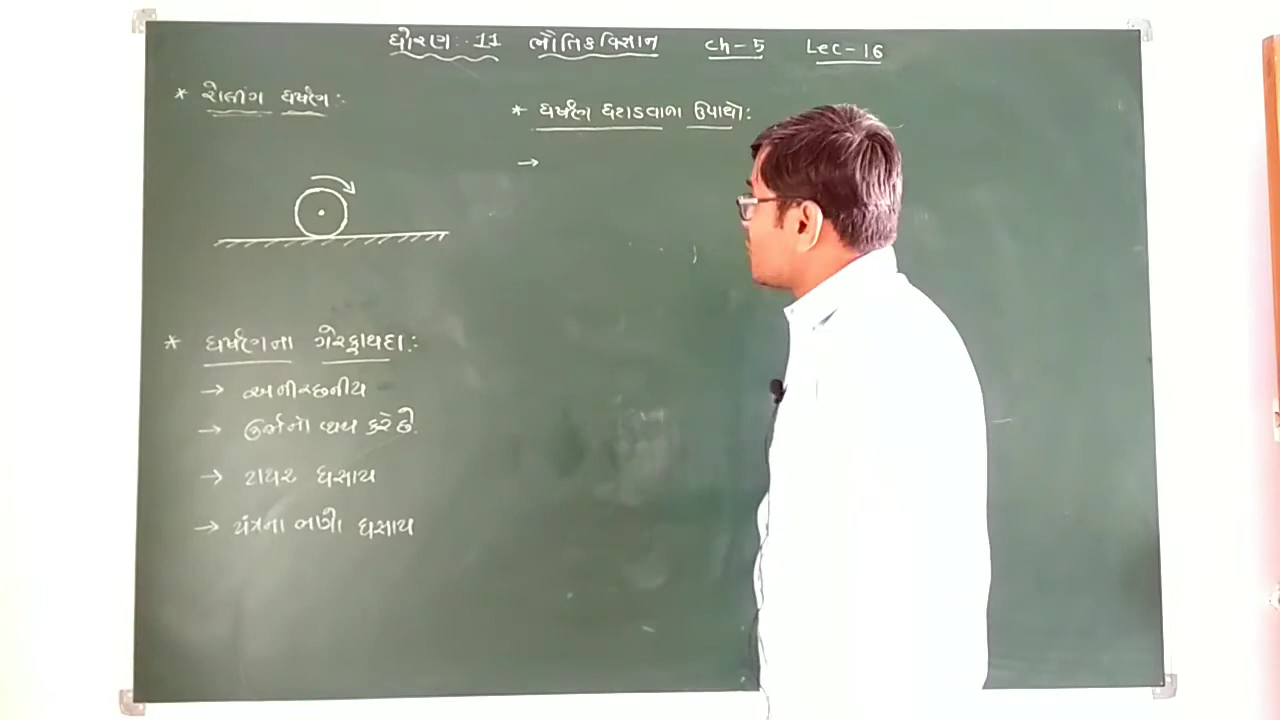 ધોરણ :- 11 ભૌતિકવિજ્ઞાન Ch-5 Lec-16
* રોલીંગ ઘર્ષણ :-
* ઘર્ષણના ગેરફાયદા :-
→ અનીચ્છનીય
→ ઉર્જાનો વ્યય કરે છે.
→ ટાયર ઘસાય
→ યંત્રના ભાગો ઘસાય
* ઘર્ષણ ઘટાડવાના ઉપાયો :
→